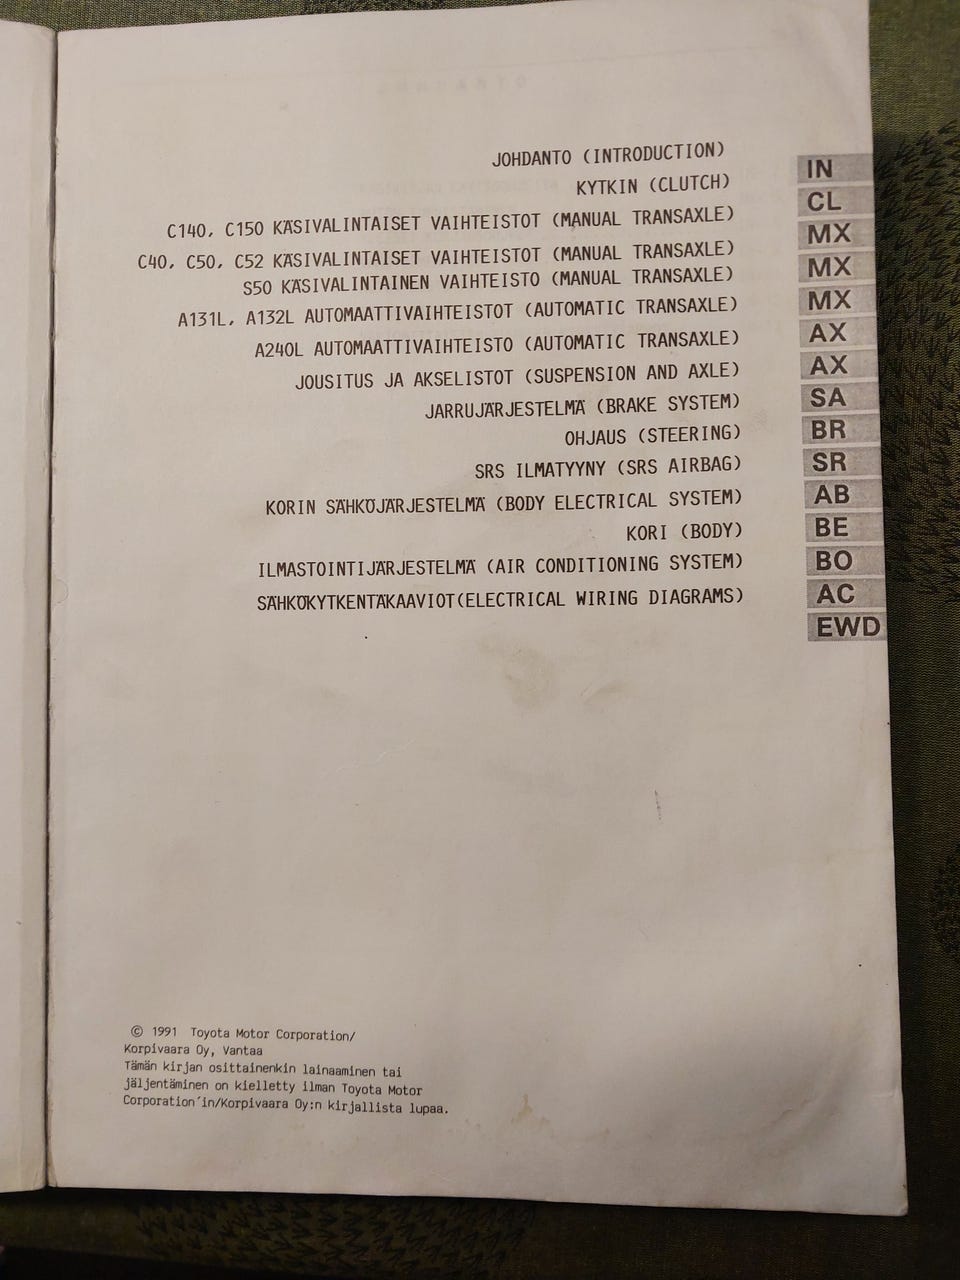 JOHDANTO (INTRODUCTION) IN
KYTKIN (CLUTCH) CL
C140, C150 KÄSIVALINTAISET VAIHTEISTOT (MANUAL TRANSAXLE) MX
C40, C50, C52 KÄSIVALINTAISET VAIHTEISTOT (MANUAL TRANSAXLE) MX
S50 KÄSIVALINTAINEN VAIHTEISTO (MANUAL TRANSAXLE) MX
A131L, A132L AUTOMAATTIVAIHTEISTOT (AUTOMATIC TRANSAXLE) AX
A240L AUTOMAATTIVAIHTEISTO (AUTOMATIC TRANSAXLE) AX
JOUSITUS JA AKSELISTOT (SUSPENSION AND AXLE) SA
JARRUJÄRJESTELMÄ (BRAKE SYSTEM) BR
OHJAUS (STEERING) SR
SRS ILMATYYNY (SRS AIRBAG) AB
KORIN SÄHKÖJÄRJESTELMÄ (BODY ELECTRICAL SYSTEM) BE
KORI (BODY) BO
ILMASTOINTIJÄRJESTELMÄ (AIR CONDITIONING SYSTEM) AC
SÄHKÖKYTKENTÄKAAVIOT(ELECTRICAL WIRING DIAGRAMS) EWD
© 1991 Toyota Motor Corporation/
Korpivaara Oy, Vantaa
Tämän kirjan osittainenkin lainaaminen tai
jäljentäminen on kielletty ilman Toyota Motor
Corporation'in/Korpivaara Oy:n kirjallista lupaa.